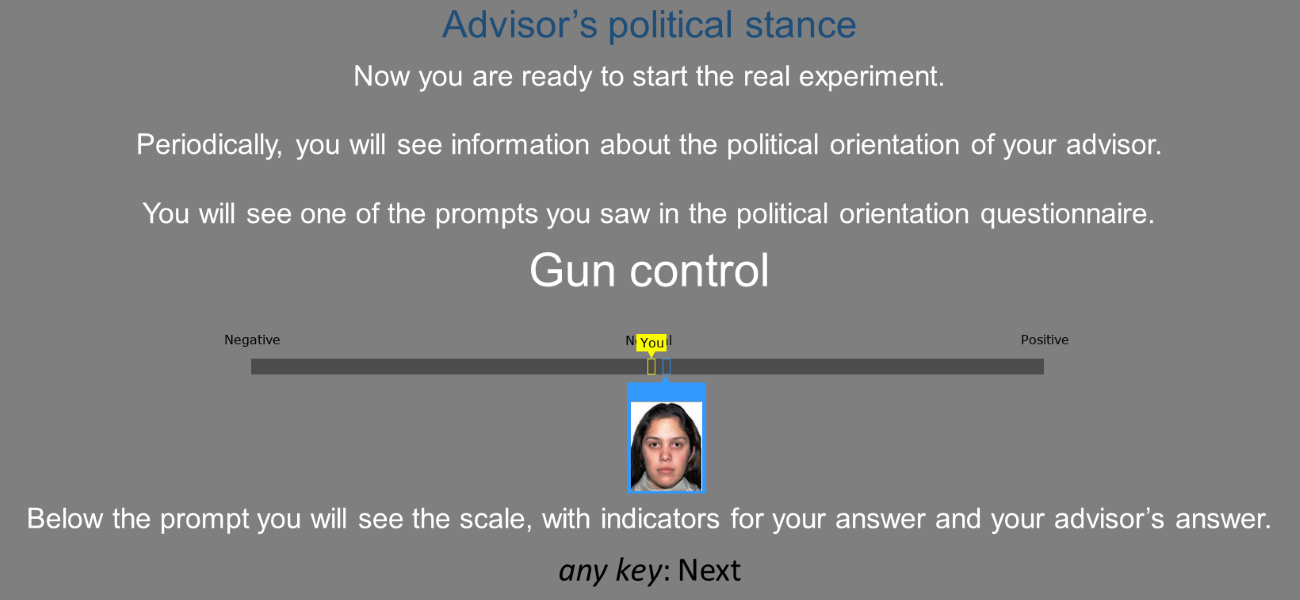 Advisor’s political stance
Now you are ready to start the real experiment.
Periodically, you will see information about the political orientation of your advisor.
You will see one of the prompts you saw in the political orientation questionnaire.
Gun control
Negative
You
Positive
Below the prompt you will see the scale, with indicators for your answer and your advisor’s answer.
any key: Next